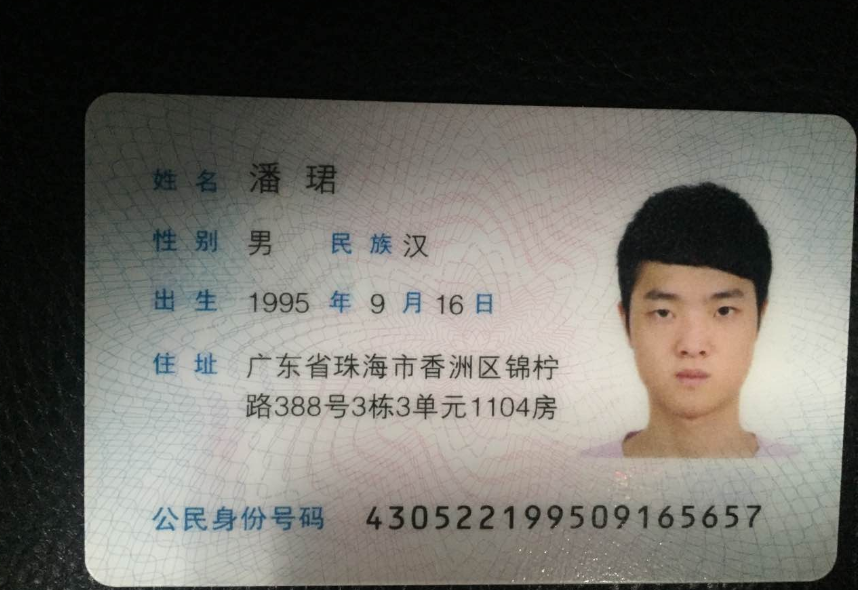 姓名 潘珺
性别 男 民族 汉
出生 1995 年 9 月 16 日
住址 广东省珠海市香洲区锦柠
路388号3栋3单元1104房
公民身份号码 430522199509165657